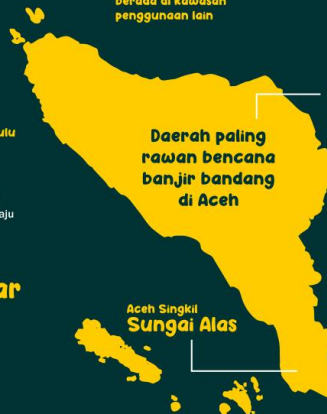 berada di kawasan
penggunaan lain
Daerah paling
rawan bencana
banjir bandang
di Aceh
Aceh Singkil
Sungai Alas